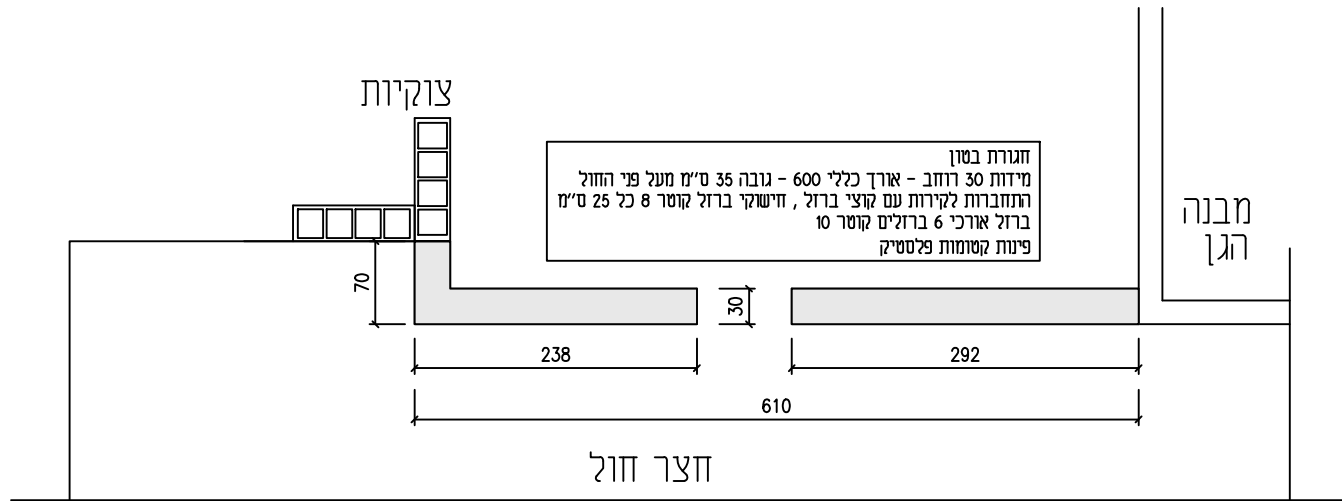 צוקיות
חגורת בטון
מידות 30 רוחב - אורך כללי 600 - גובה 35 ס''מ מעל פני החול
התחברות לקירות עם קוצי ברזל , חישוקי ברזל קוטר 8 כל 25 ס''מ
ברזל אורכי 6 ברזלים קוטר 10
פינות קטומות פלסטיק
מבנה
הגן
70
30
238
292
610
חצר חול